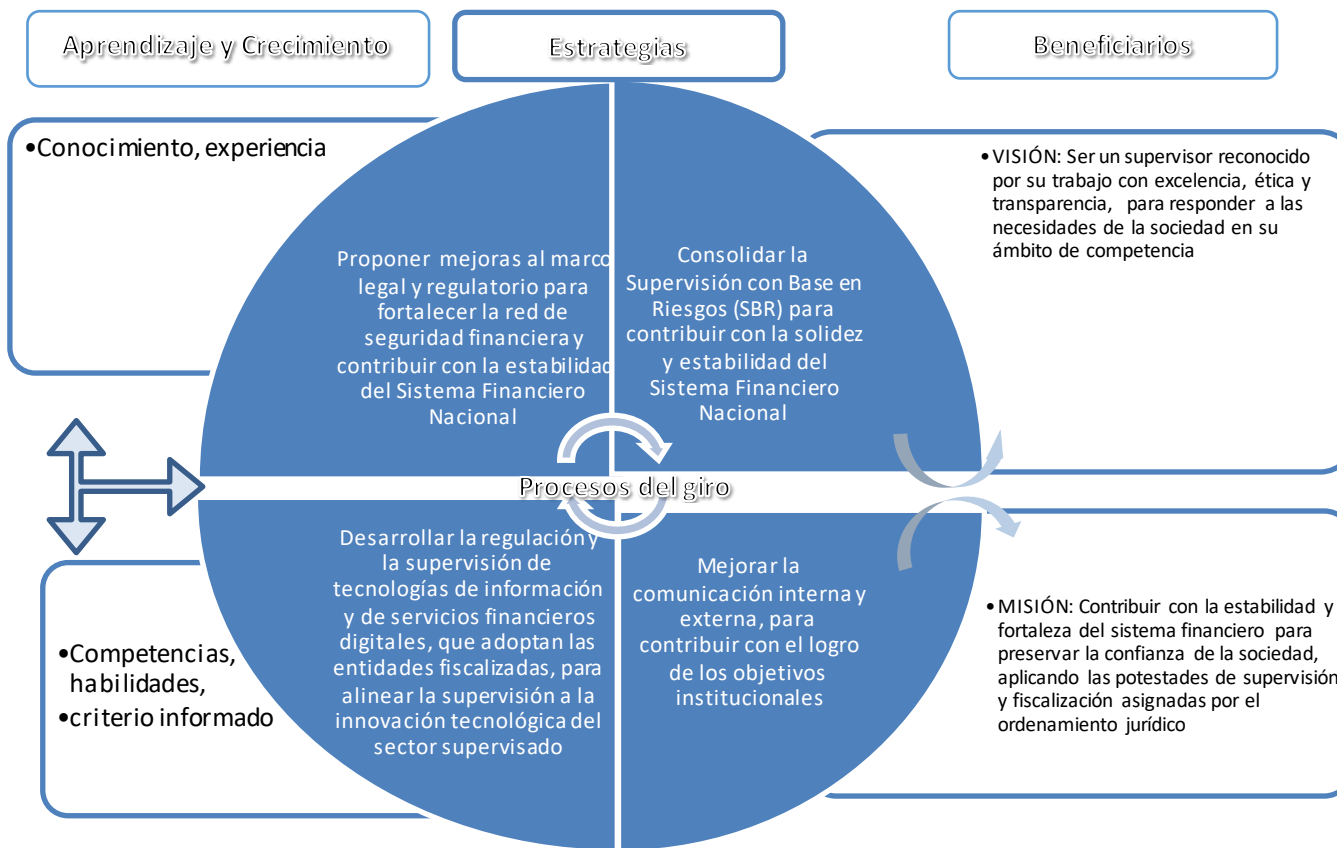 Aprendizaje y Crecimiento
Estrategias
Beneficiarios
•Conocimiento, experiencia
Proponer mejoras al marco
legal y regulatorio para
fortalecer la red de
seguridad financiera y
contribuir con la estabilidad
del Sistema Financiero
Nacional
Consolidar la
Supervisión con Base en
Riesgos (SBR) para
contribuir con la solidez
y estabilidad del
Sistema Financiero
Nacional
•VISIÓN: Ser un supervisor reconocido
por su trabajo con excelencia, ética y
transparencia, para responder a las
necesidades de la sociedad en su
ámbito de competencia
Procesos del giro
•Competencias,
habilidades,
•criterio informado
Desarrollar la regulación y
la supervisión de
tecnologías de información
y de servicios financieros
digitales, que adoptan las
entidades fiscalizadas, para
alinear la supervisión a la
innovación tecnológica del
sector supervisado
Mejorar la
comunicación interna y
externa, para
contribuir con el logro
de los objetivos
institucionales
•MISIÓN: Contribuir con la estabilidad y
fortaleza del sistema financiero para
preservar la confianza de la sociedad,
aplicando las potestades de supervisión
y fiscalización asignadas por el
ordenamiento jurídico